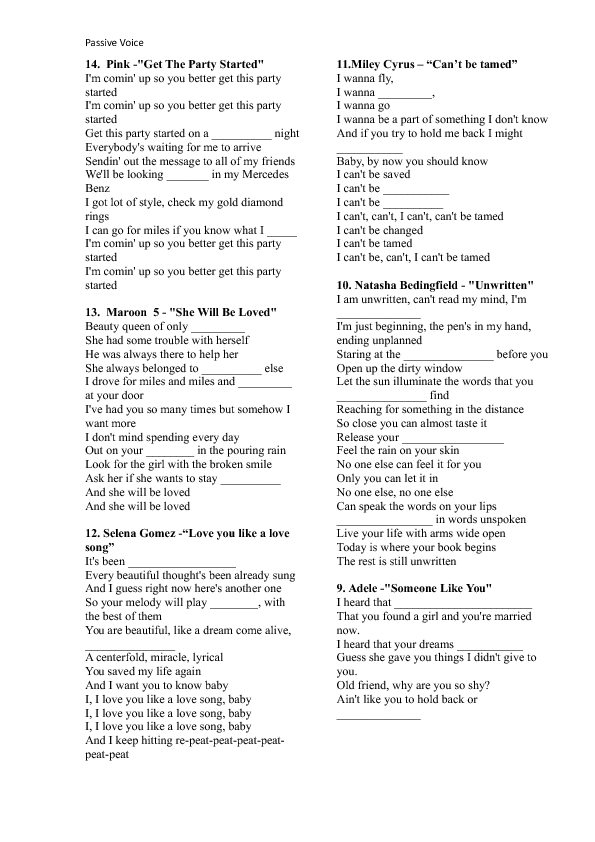 Passive Voice
14. Pink -"Get The Party Started"
I'm comin' up so you better get this party
started
I'm comin' up so you better get this party
started
Get this party started on a __________ night
Everybody's waiting for me to arrive
Sendin' out the message to all of my friends
We'll be looking _______ in my Mercedes
Benz
I got lot of style, check my gold diamond
rings
I can go for miles if you know what I _____
I'm comin' up so you better get this party
started
I'm comin' up so you better get this party
started
13. Maroon 5 - "She Will Be Loved"
Beauty queen of only _________
She had some trouble with herself
He was always there to help her
She always belonged to __________ else
I drove for miles and miles and _________
at your door
I've had you so many times but somehow I
want more
I don't mind spending every day
Out on your ________ in the pouring rain
Look for the girl with the broken smile
Ask her if she wants to stay __________
And she will be loved
And she will be loved
12. Selena Gomez -“Love you like a love
song”
It's been __________________
Every beautiful thought's been already sung
And I guess right now here's another one
So your melody will play ________, with
the best of them
You are beautiful, like a dream come alive,
_______________
A centerfold, miracle, lyrical
You saved my life again
And I want you to know baby
I, I love you like a love song, baby
I, I love you like a love song, baby
I, I love you like a love song, baby
And I keep hitting re-peat-peat-peat-peat-
peat-peat
11.Miley Cyrus – “Can’t be tamed”
I wanna fly,
I wanna _________,
I wanna go
I wanna be a part of something I don't know
And if you try to hold me back I might
___________
Baby, by now you should know
I can't be saved
I can't be ___________
I can't be __________
I can't, can't, I can't, can't be tamed
I can't be changed
I can't be tamed
I can't be, can't, I can't be tamed
10. Natasha Bedingfield - "Unwritten"
I am unwritten, can't read my mind, I'm
______________
I'm just beginning, the pen's in my hand,
ending unplanned
Staring at the _______________ before you
Open up the dirty window
Let the sun illuminate the words that you
_______________ find
Reaching for something in the distance
So close you can almost taste it
Release your _________________
Feel the rain on your skin
No one else can feel it for you
Only you can let it in
No one else, no one else
Can speak the words on your lips
________________ in words unspoken
Live your life with arms wide open
Today is where your book begins
The rest is still unwritten
9. Adele -"Someone Like You"
I heard that _______________________
That you found a girl and you're married
now.
I heard that your dreams ___________
Guess she gave you things I didn't give to
you.
Old friend, why are you so shy?
Ain't like you to hold back or
______________